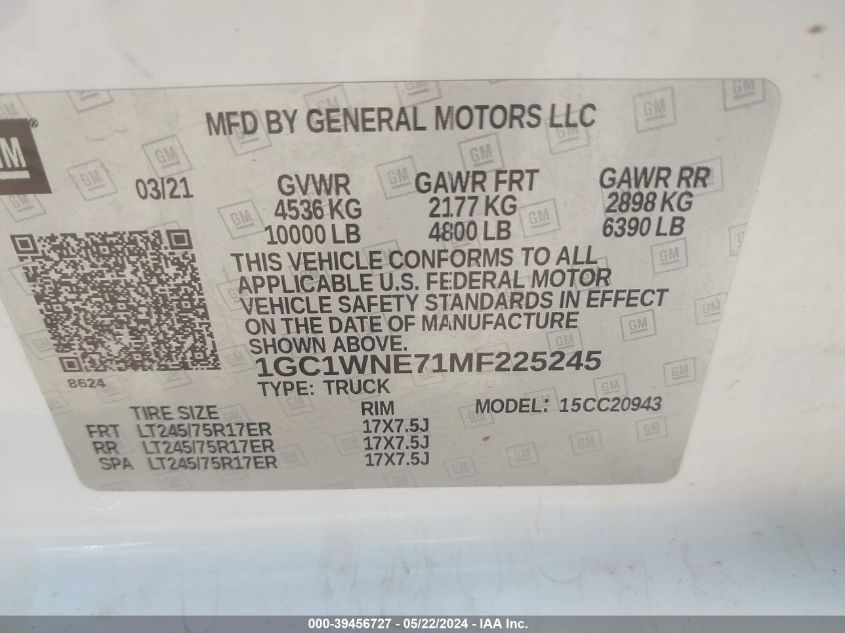 MFD BY GENERAL MOTORS LLC
GM®
03/21 GVWR GAWR FRT GAWR RR
4536 KG 2177 KG 2898 KG
10000 LB 4800 LB 6390 LB
THIS VEHICLE CONFORMS TO ALL
APPLICABLE U.S. FEDERAL MOTOR
VEHICLE SAFETY STANDARDS IN EFFECT
ON THE DATE OF MANUFACTURE
SHOWN ABOVE.
1GC1WNE71MF225245
8624
TYPE: TRUCK
TIRE SIZE RIM MODEL: 15CC20943
FRT LT245/75R17ER 17X7.5J
RR LT245/75R17ER 17X7.5J
SPA LT245/75R17ER 17X7.5J
000-39456727 - 05/22/2024 - IAA Inc.